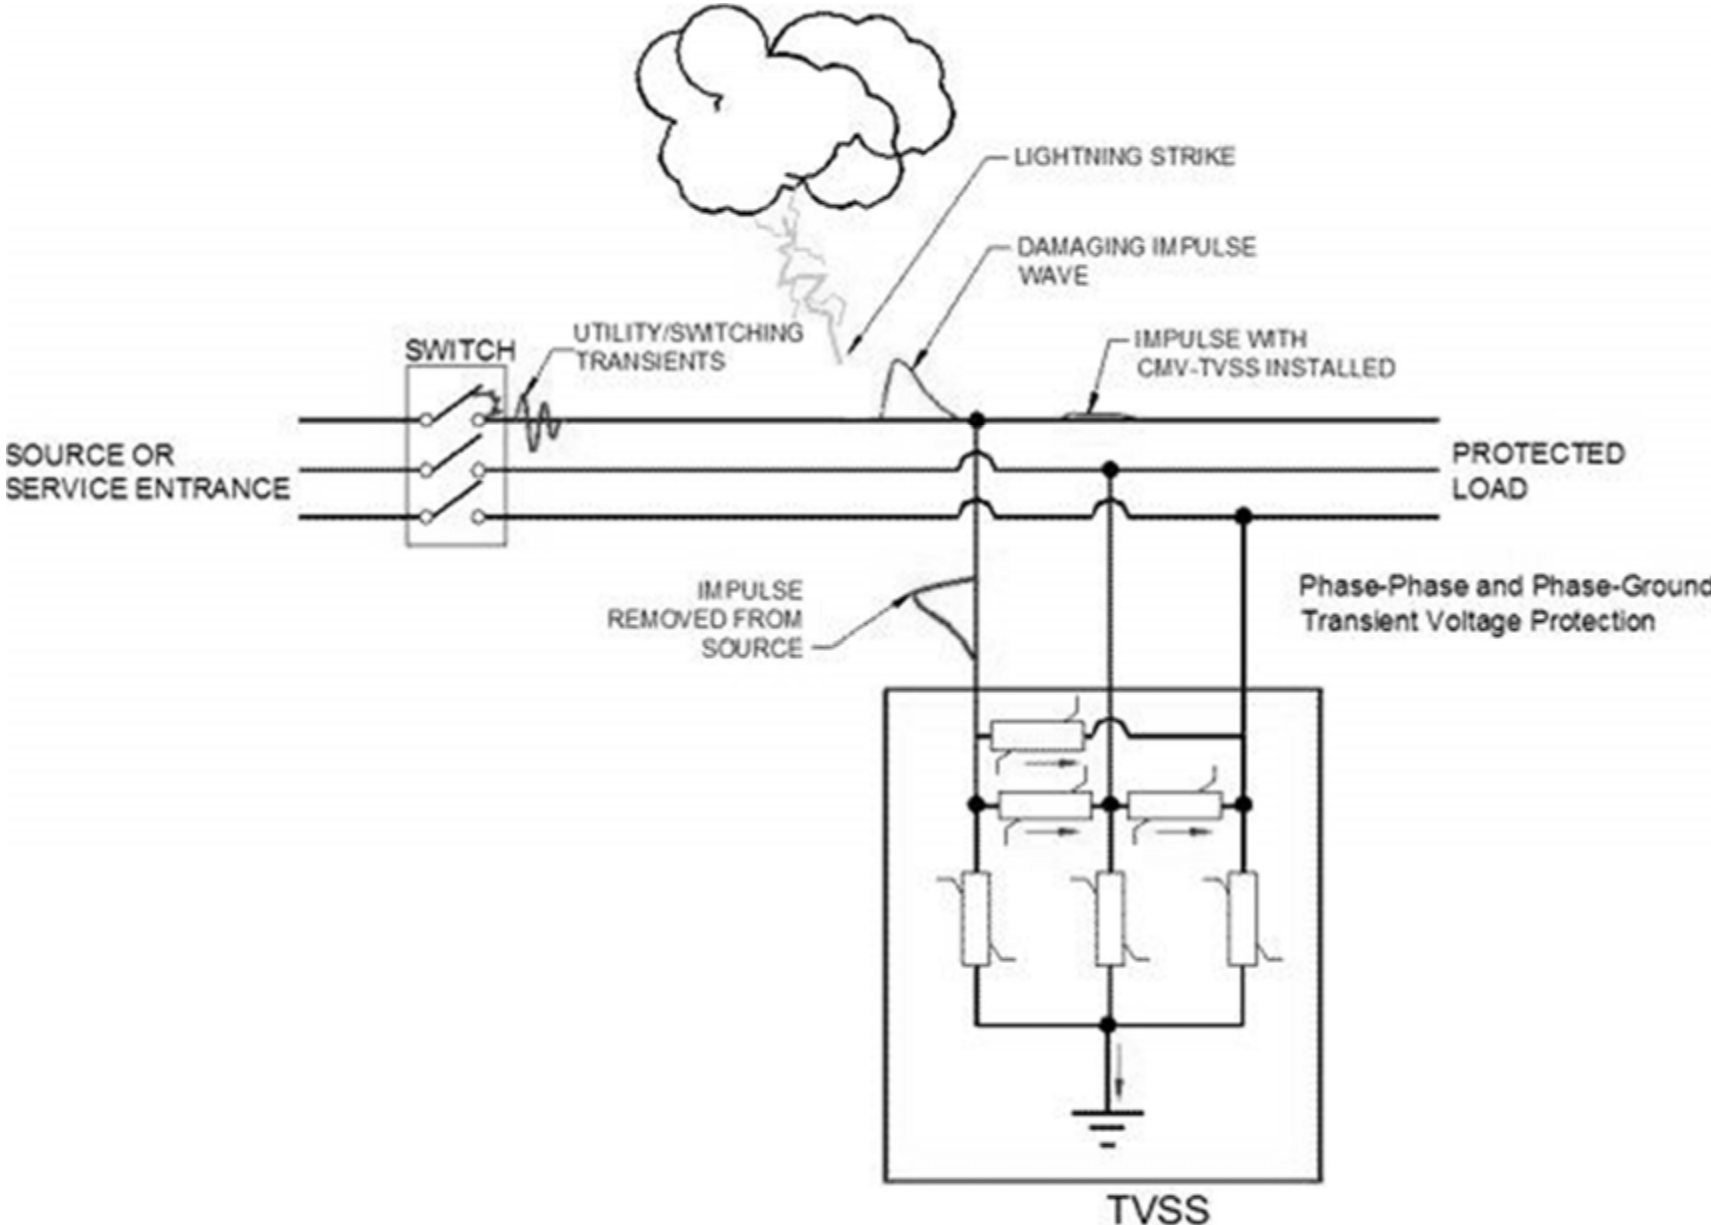 LIGHTNING STRIKE
DAMAGING IMPULSE
WAVE
UTILITY/SWITCHING
TRANSIENTS
SWITCH
IMPULSE WITH
CMV-TVSS INSTALLED
SOURCE OR
SERVICE ENTRANCE
PROTECTED
LOAD
IMPULSE
REMOVED FROM
SOURCE
Phase-Phase and Phase-Ground
Transient Voltage Protection
TVSS